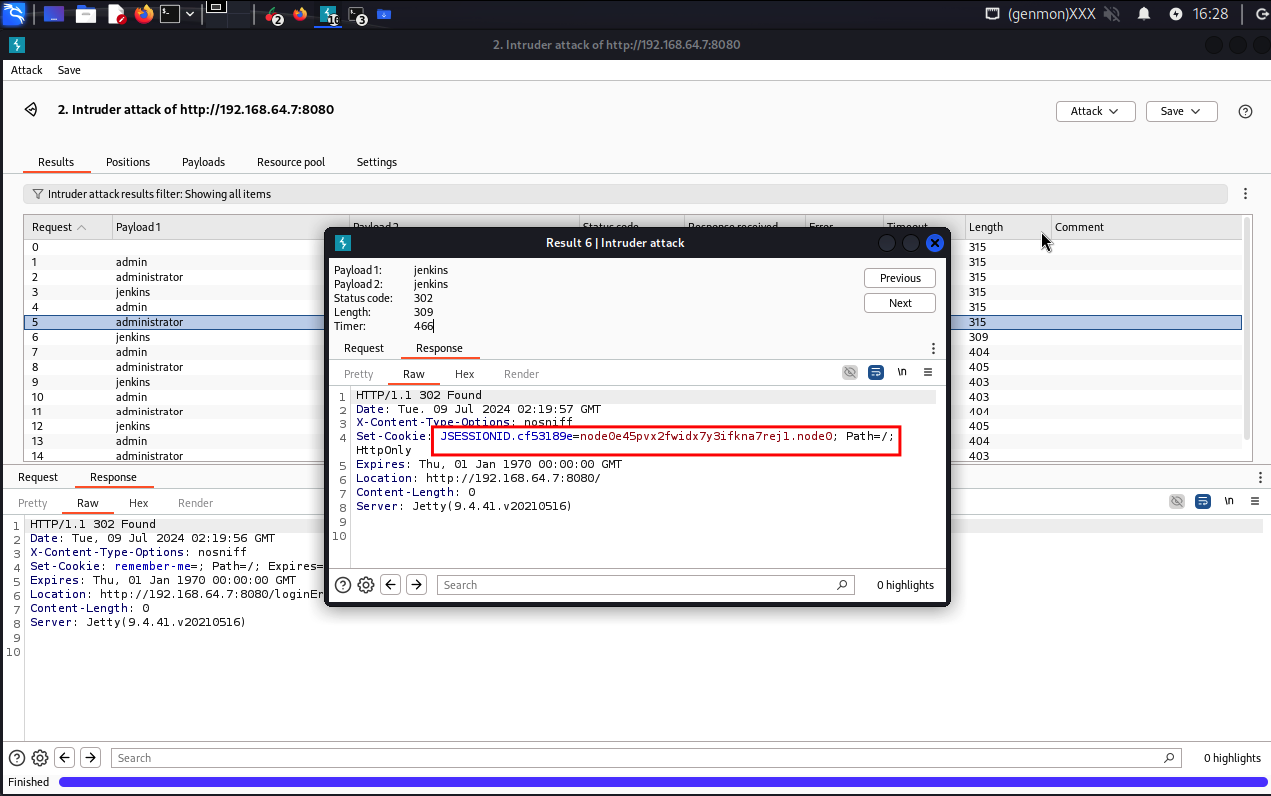 2
16
3
(genmon)XXX
16:28
2. Intruder attack of http://192.168.64.7:8080
Attack Save
2. Intruder attack of http://192.168.64.7:8080
Attack
Save
Results Positions Payloads Resource pool Settings
Intruder attack results filter: Showing all items
Request Payload 1 Payload 2 Status code Response received Error Timeout Length Comment
0 315
1 admin 315
2 administrator 315
3 jenkins 315
4 admin 315
5 administrator 315
6 jenkins 309
7 admin 404
8 administrator 405
9 jenkins 403
10 admin 403
11 administrator 404
12 jenkins 405
13 admin 404
14 administrator 403
Result 6 | Intruder attack
Payload 1: jenkins
Payload 2: jenkins
Status code: 302
Length: 309
Timer: 466
Previous
Next
Request Response
Pretty Raw Hex Render
\n
1 HTTP/1.1 302 Found
2 Date: Tue, 09 Jul 2024 02:19:57 GMT
3 X-Content-Type-Options: nosniff
4 Set-Cookie: JSESSIONID.cf53189e=node0e45pvx2fwidx7y3ifkna7rej1.node0; Path=/;
HttpOnly
5 Expires: Thu, 01 Jan 1970 00:00:00 GMT
6 Location: http://192.168.64.7:8080/
7 Content-Length: 0
8 Server: Jetty(9.4.41.v20210516)
9
10
Search
0 highlights
Request Response
Pretty Raw Hex Render
\n
1 HTTP/1.1 302 Found
2 Date: Tue, 09 Jul 2024 02:19:56 GMT
3 X-Content-Type-Options: nosniff
4 Set-Cookie: remember-me=; Path=/; Expires=
5 Expires: Thu, 01 Jan 1970 00:00:00 GMT
6 Location: http://192.168.64.7:8080/loginEr
7 Content-Length: 0
8 Server: Jetty(9.4.41.v20210516)
9
10
Search
0 highlights
Finished